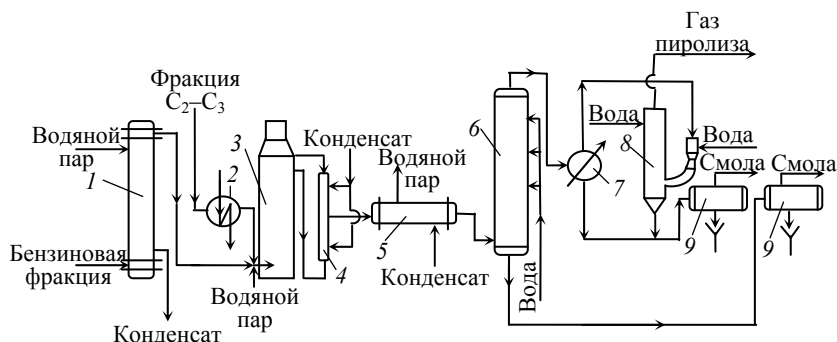 Газ
пиролиза
Фракция
C₂–C₃
Водяной
пар
1
2
3
Конденсат
Водяной
пар
4
5
6
7
Вода
8
Вода
Смола
Смола
9
9
Бензиновая
фракция
Конденсат
Водяной
пар
Конденсат
Вода